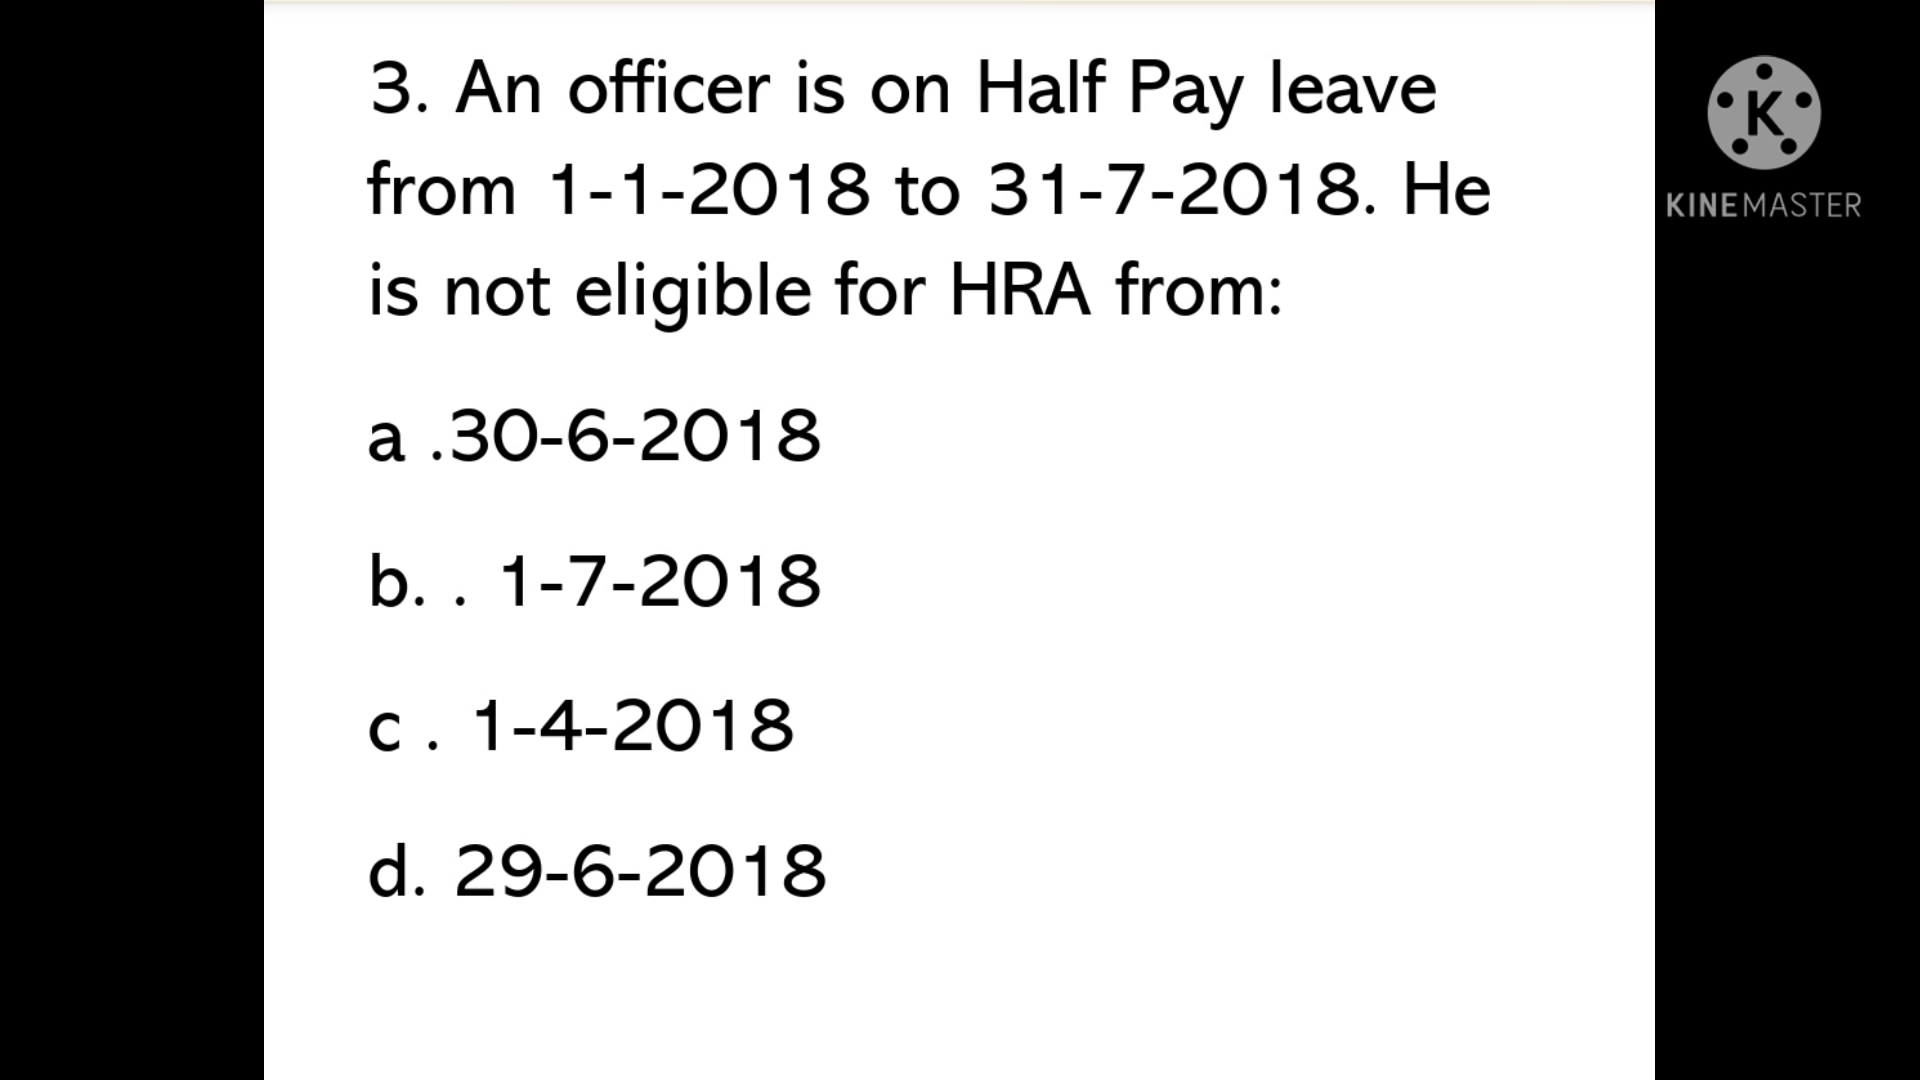 3. An officer is on Half Pay leave
from 1-1-2018 to 31-7-2018. He
is not eligible for HRA from:
a .30-6-2018
b. . 1-7-2018
c . 1-4-2018
d. 29-6-2018
K
KINEMASTER